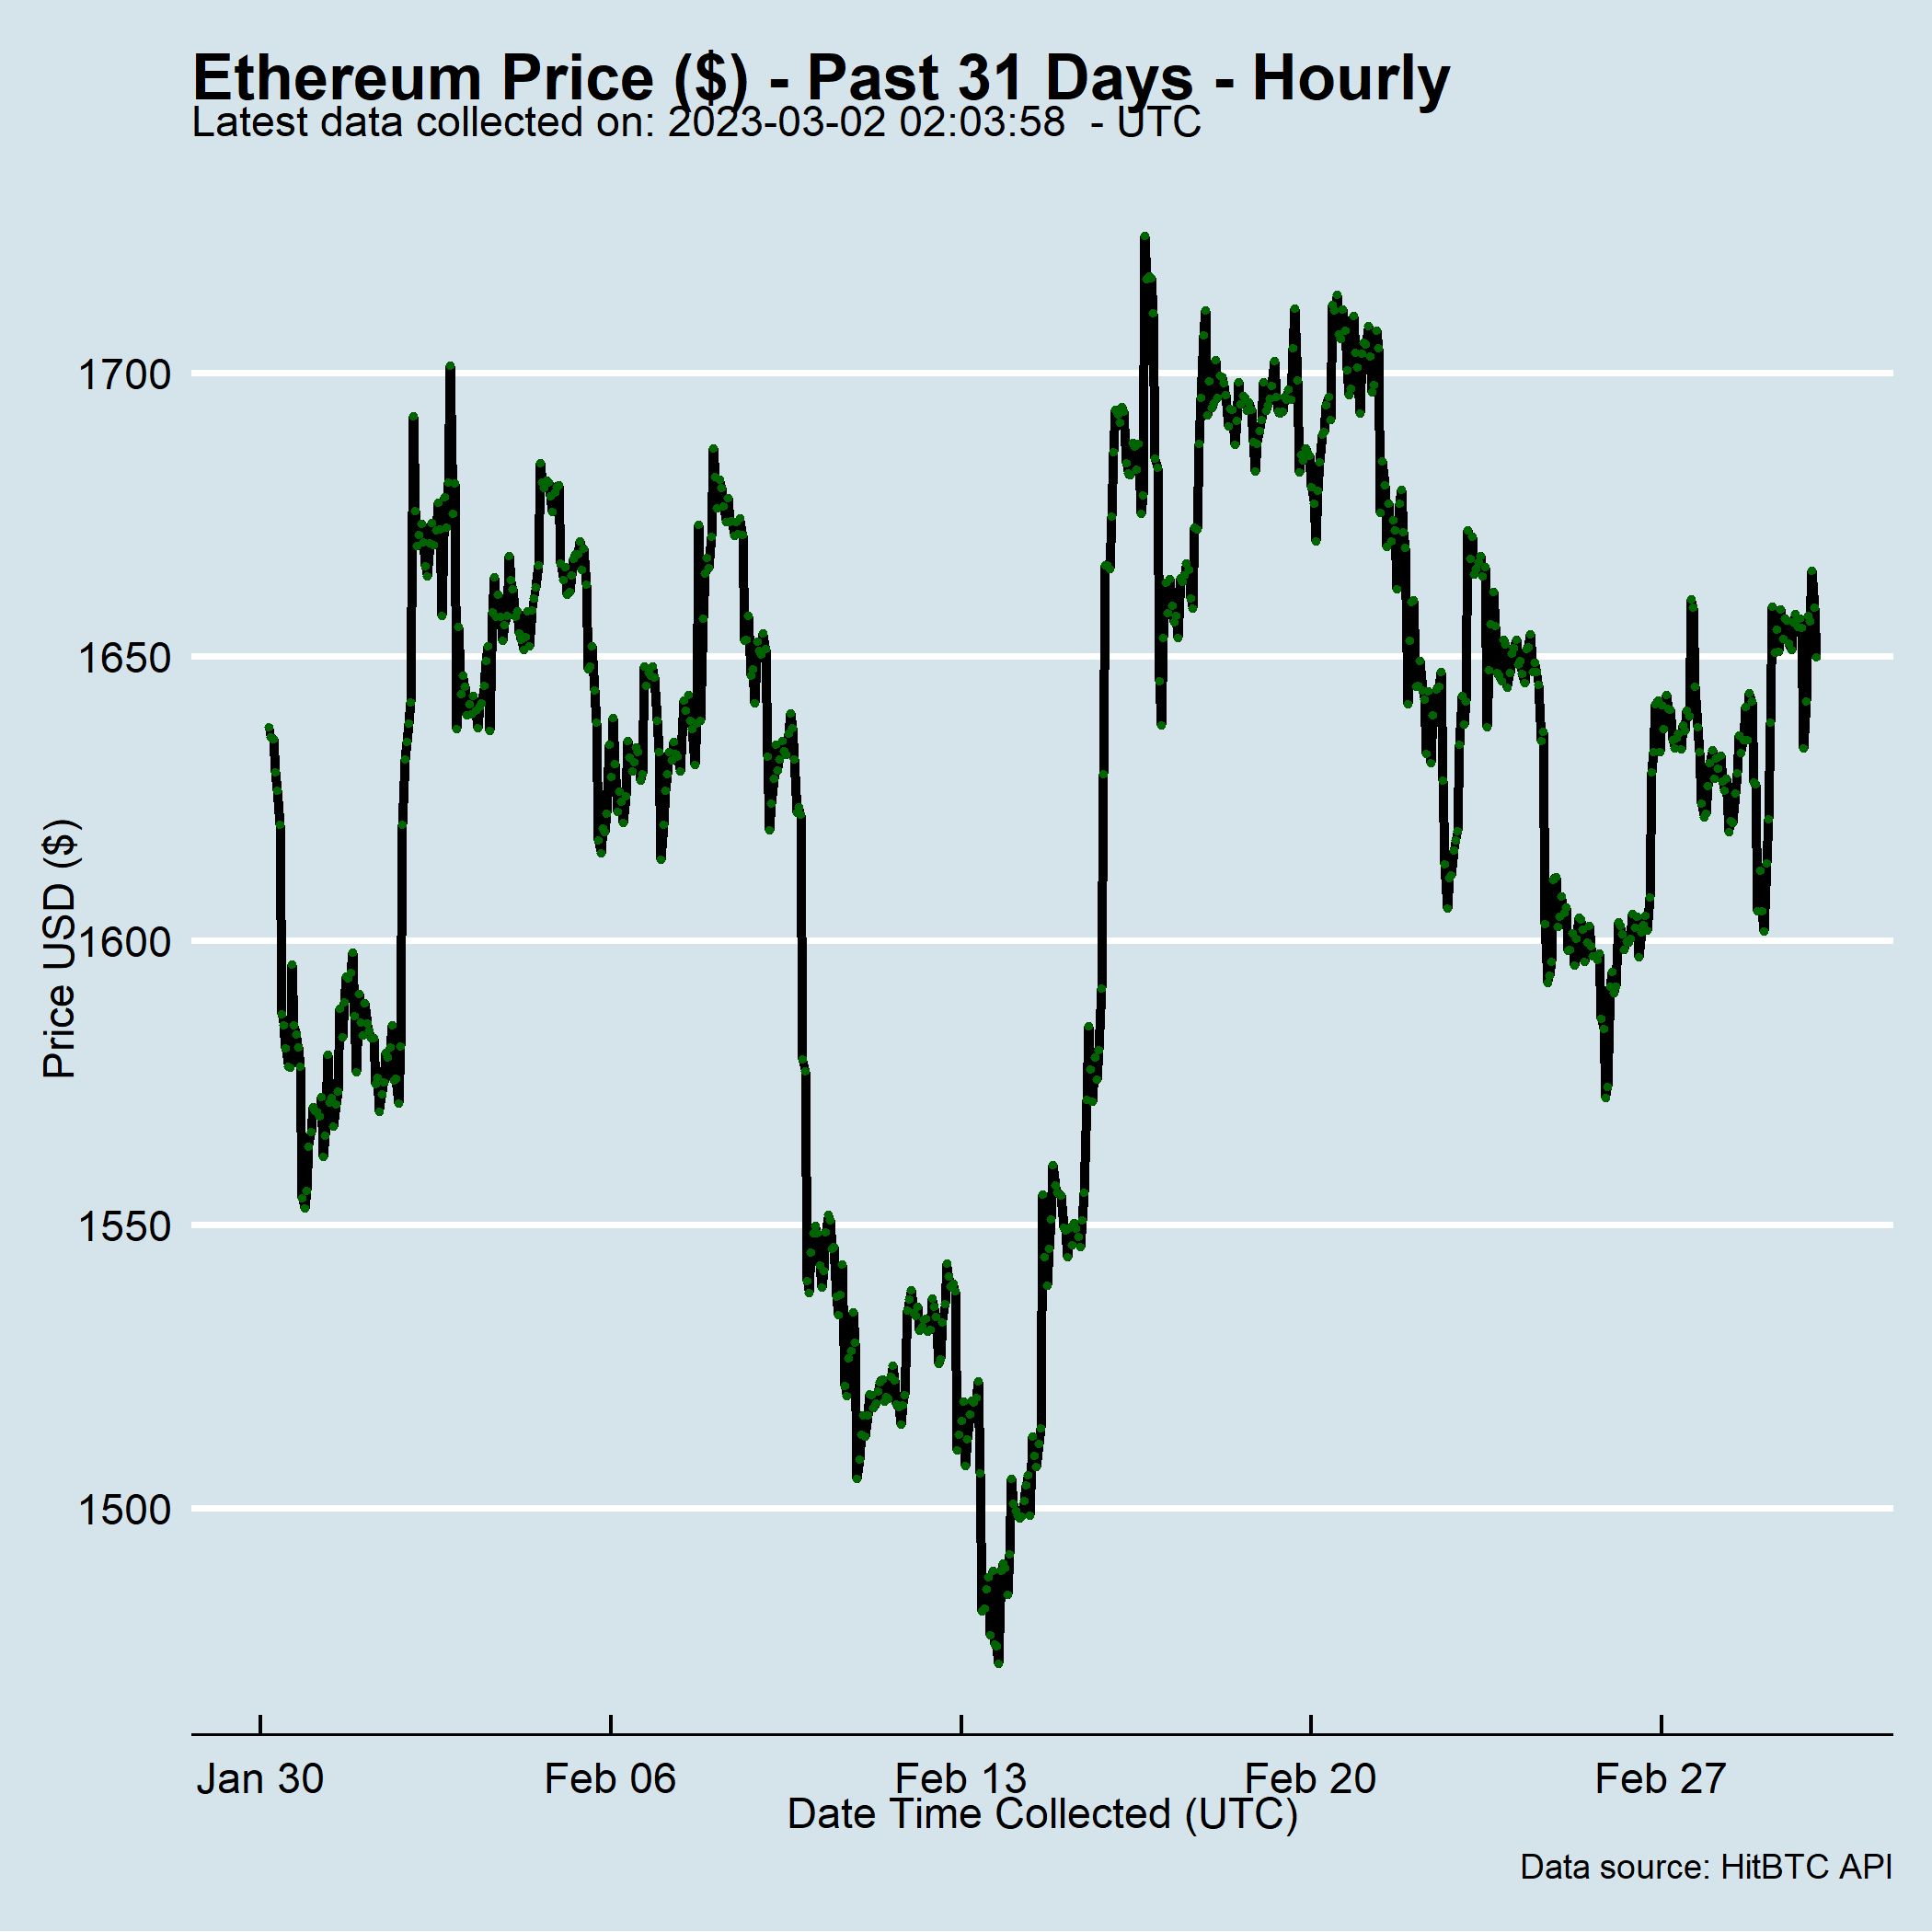 Ethereum Price ($) - Past 31 Days - Hourly
Latest data collected on: 2023-03-02 02:03:58  - UTC
Price USD ($)
1700
1650
1600
1550
1500
Jan 30
Feb 06
Feb 13
Feb 20
Feb 27
Date Time Collected (UTC)
Data source: HitBTC API